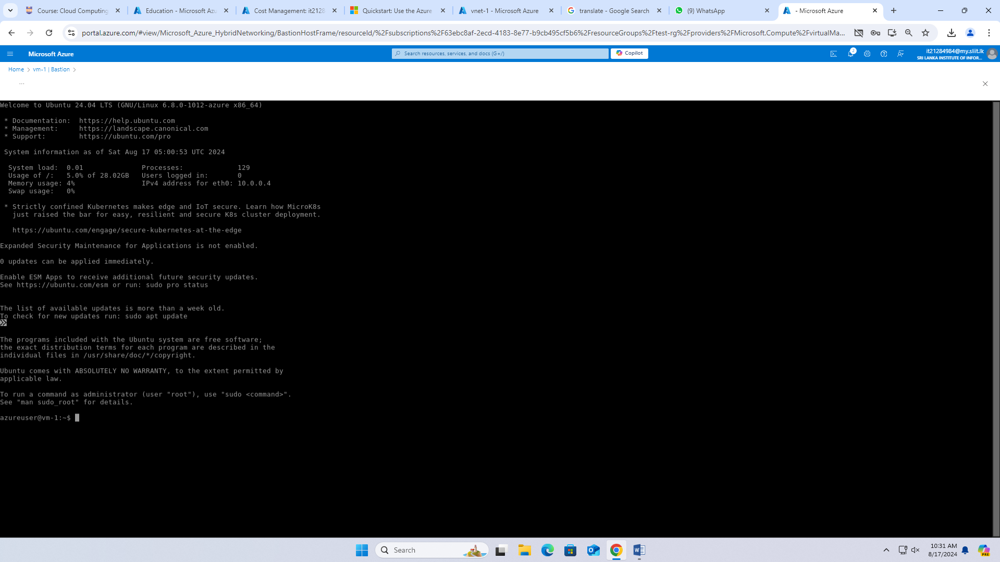 Course: Cloud Computing
Education - Microsoft Azu
Cost Management: it2128
Quickstart: Use the Azure
vnet-1 - Microsoft Azure
translate - Google Search
(9) WhatsApp
- Microsoft Azure
portal.azure.com/#view/Microsoft_Azure_HybridNetworking/BastionHostFrame/resourceId/%2Fsubscriptions%2F63ebc8af-2ecd-4183-8e77-b9cb495cf5b6%2FresourceGroups%2Ftest-rg%2Fproviders%2FMicrosoft.Compute%2FvirtualMa...
Microsoft Azure
Search resources, services, and docs (G+/)
Copilot
2
it21284984@my.sliit.lk
SRI LANKA INSTITUTE OF INFOR...
Home > vm-1 | Bastion >
...
Welcome to Ubuntu 24.04 LTS (GNU/Linux 6.8.0-1012-azure x86_64)
* Documentation:  https://help.ubuntu.com
* Management:     https://landscape.canonical.com
* Support:        https://ubuntu.com/pro
System information as of Sat Aug 17 05:00:53 UTC 2024
System load:  0.01              Processes:             129
Usage of /:   5.0% of 28.02GB   Users logged in:       0
Memory usage: 4%                IPv4 address for eth0: 10.0.0.4
Swap usage:   0%
* Strictly confined Kubernetes makes edge and IoT secure. Learn how MicroK8s
just raised the bar for easy, resilient and secure K8s cluster deployment.
https://ubuntu.com/engage/secure-kubernetes-at-the-edge
Expanded Security Maintenance for Applications is not enabled.
0 updates can be applied immediately.
Enable ESM Apps to receive additional future security updates.
See https://ubuntu.com/esm or run: sudo pro status
The list of available updates is more than a week old.
To check for new updates run: sudo apt update
The programs included with the Ubuntu system are free software;
the exact distribution terms for each program are described in the
individual files in /usr/share/doc/*/copyright.
Ubuntu comes with ABSOLUTELY NO WARRANTY, to the extent permitted by
applicable law.
To run a command as administrator (user "root"), use "sudo <command>".
See "man sudo_root" for details.
azureuser@vm-1:~$
Search
10:31 AM
8/17/2024
PRE